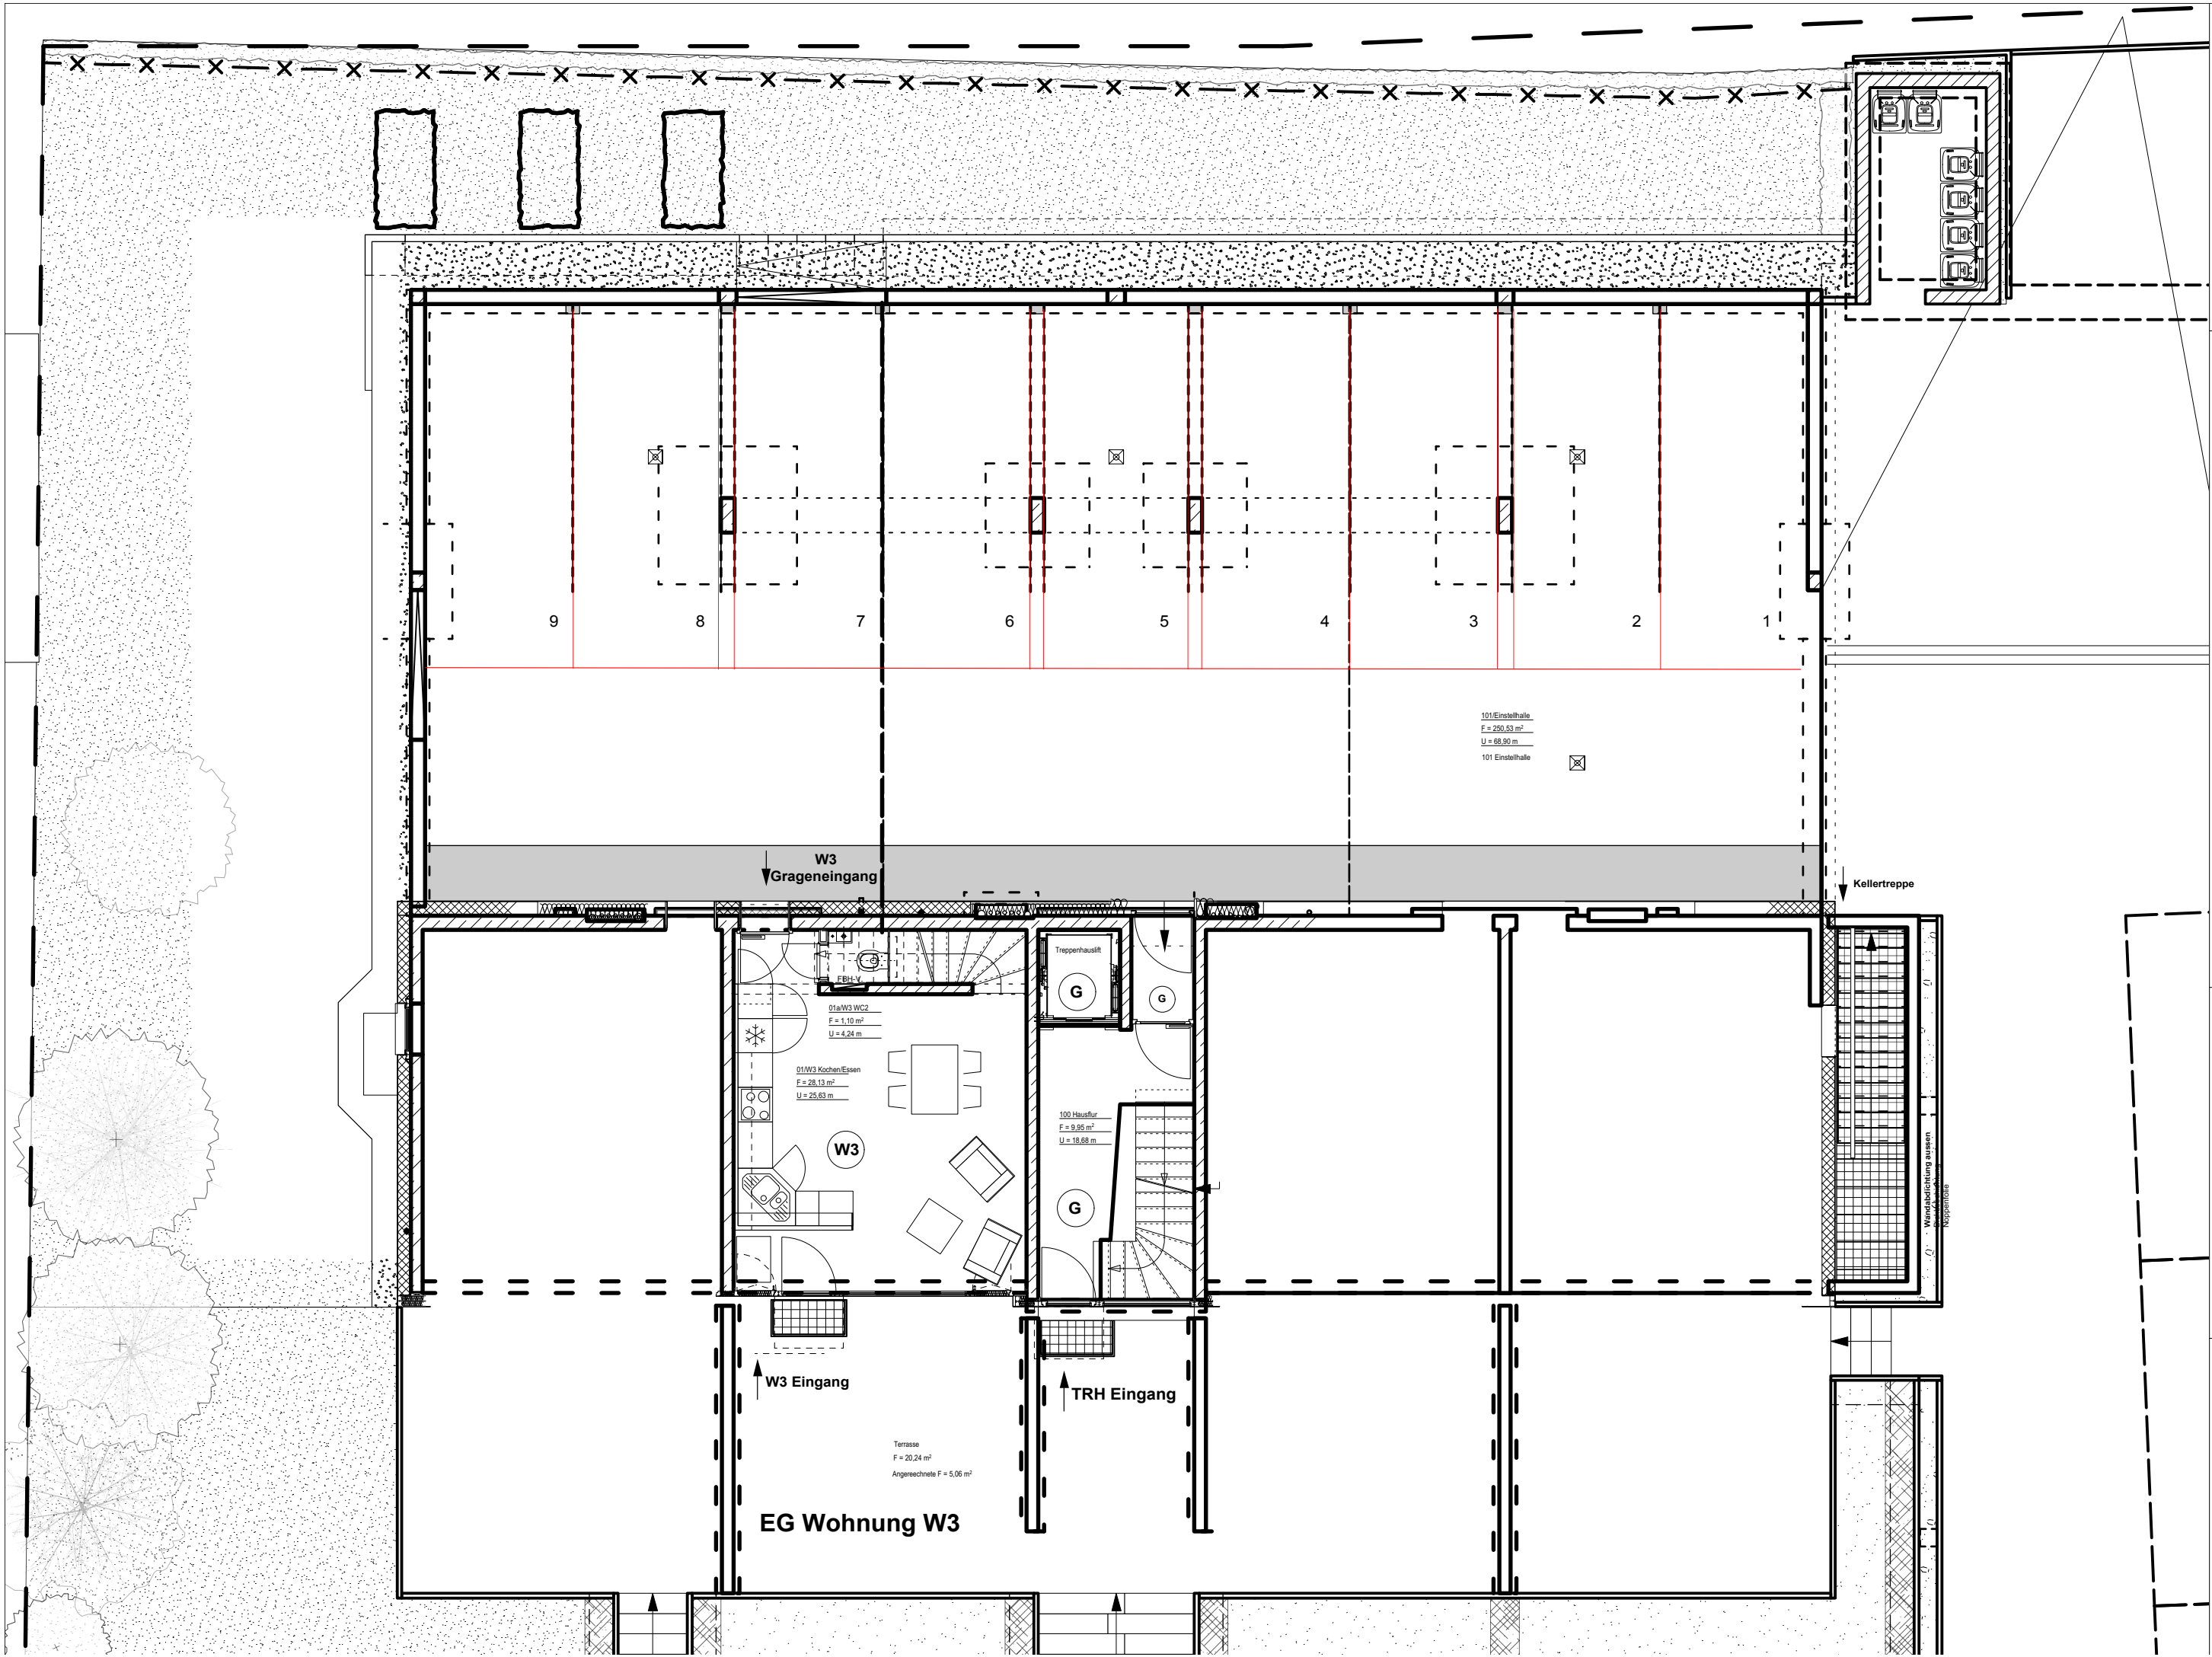 9
8
7
6
5
4
3
2
1
101/Einstellhalle
F = 250,53 m²
U = 68,90 m
101 Einstellhalle
W3
Grageneingang
Kellertreppe
Treppenhauslift
G
G
FBH-V.
01a/W3 WC2
F = 1,10 m²
U = 4,24 m
01/W3 Kochen/Essen
F = 28,13 m²
U = 25,63 m
W3
100 Hausflur
F = 9,95 m²
U = 18,68 m
G
Wandabdichtung aussen
Noppenfolie
W3 Eingang
TRH Eingang
Terrasse
F = 20,24 m²
Angereechnete F = 5,06 m²
EG Wohnung W3